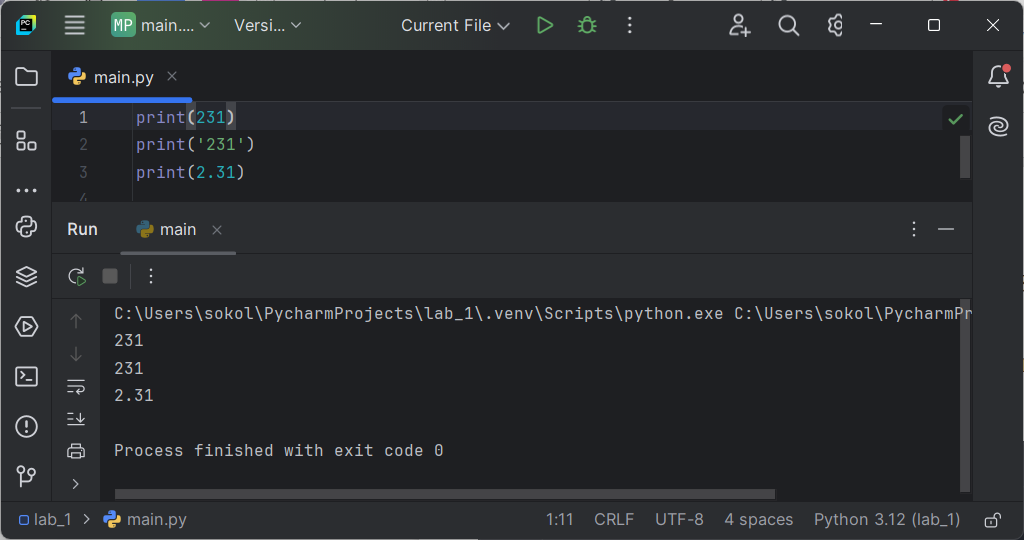 PC MP main.... Versi... Current File
main.py
1 print(231)
2 print('231')
3 print(2.31)
4
Run main
C:\Users\sokol\PycharmProjects\lab_1\.venv\Scripts\python.exe C:\Users\sokol\PycharmPr
231
231
2.31
Process finished with exit code 0
lab_1 > main.py 1:11 CRLF UTF-8 4 spaces Python 3.12 (lab_1)